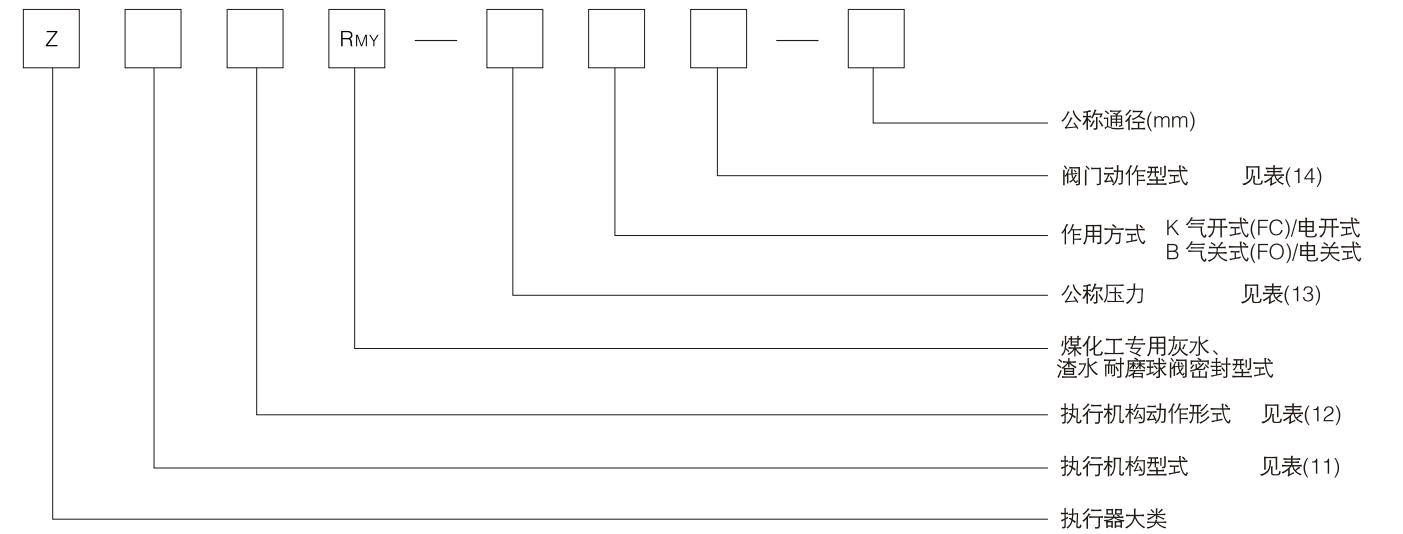 Z RMY — —
公称通径(mm)
阀门动作型式 见表(14)
作用方式 K 气开式(FC)/电开式
B 气关式(FO)/电关式
公称压力 见表(13)
煤化工专用灰水、
渣水 耐磨球阀密封型式
执行机构动作形式 见表(12)
执行机构型式 见表(11)
执行器大类